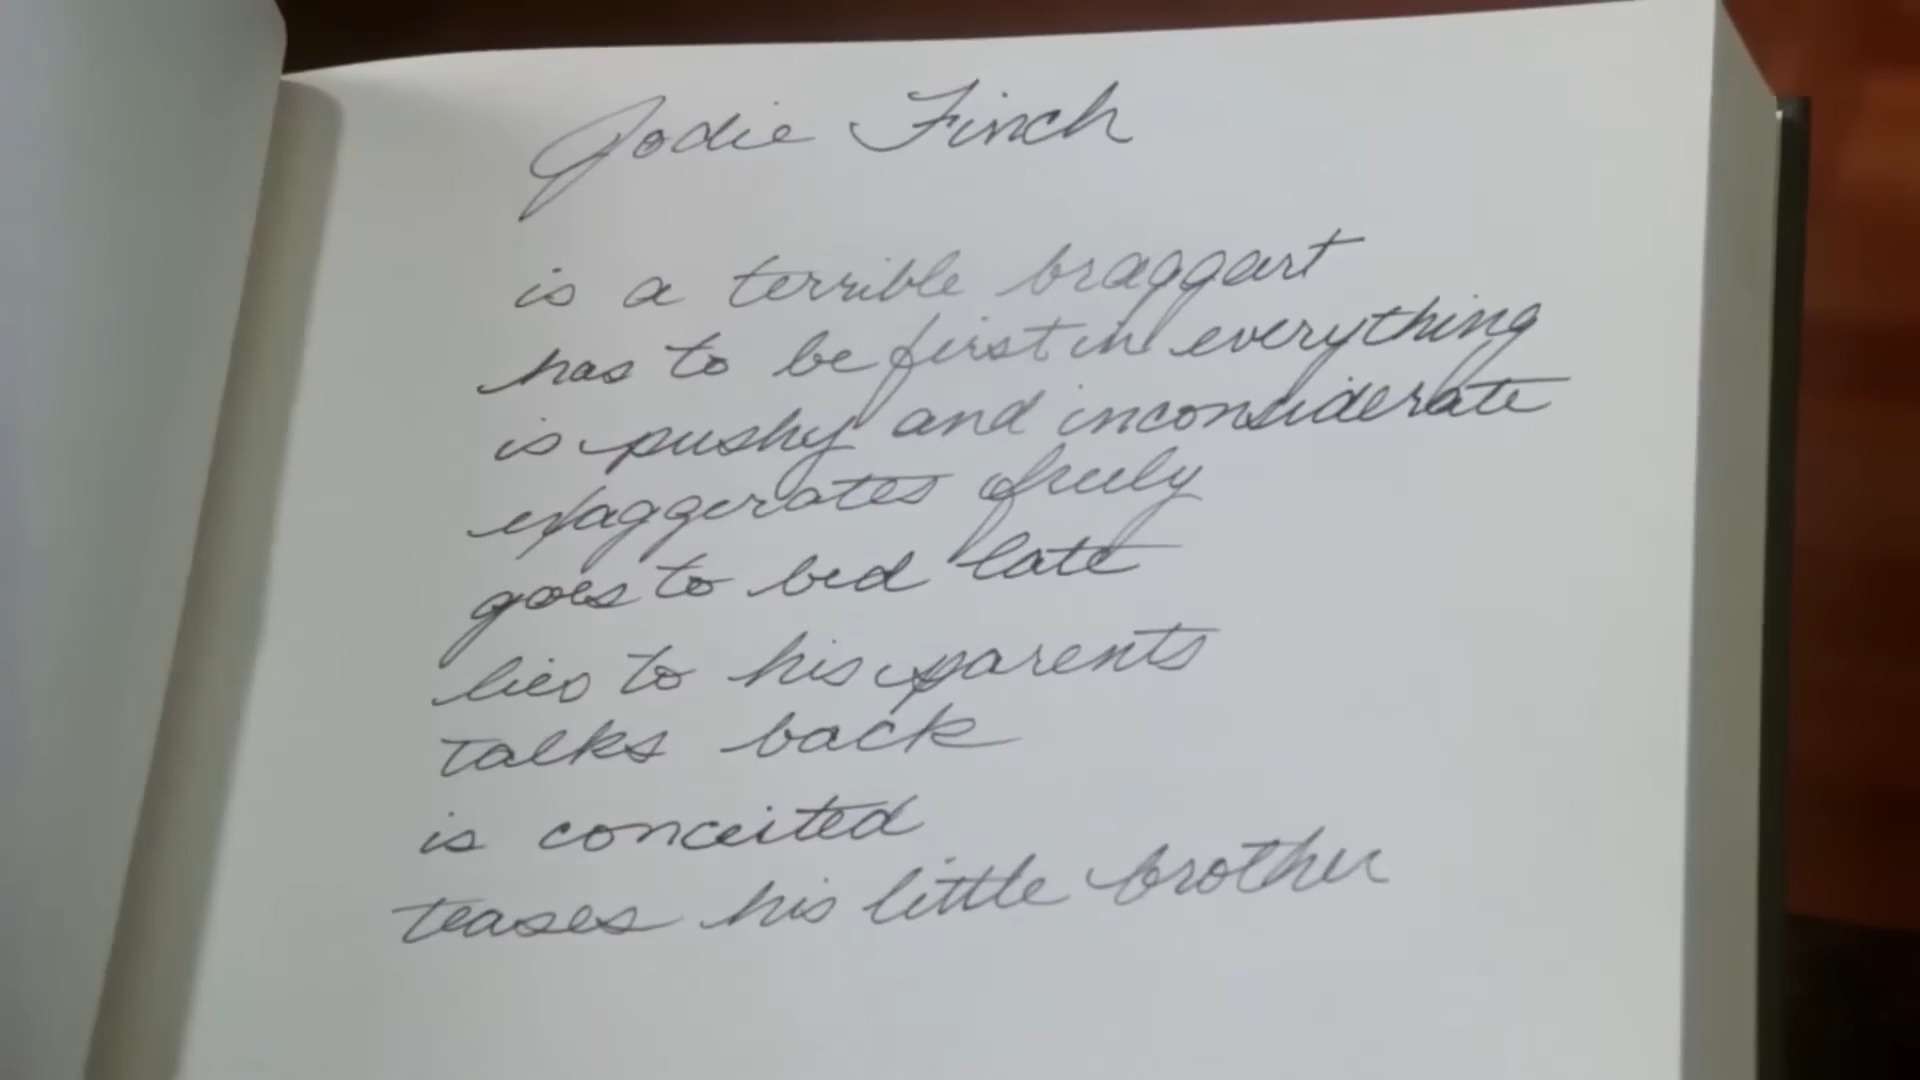 Jodie Finch
is a terrible braggart
has to be first in everything
is pushy and inconsiderate
exaggerates freely
goes to bed late
lies to his parents
talks back
is conceited
teases his little brother